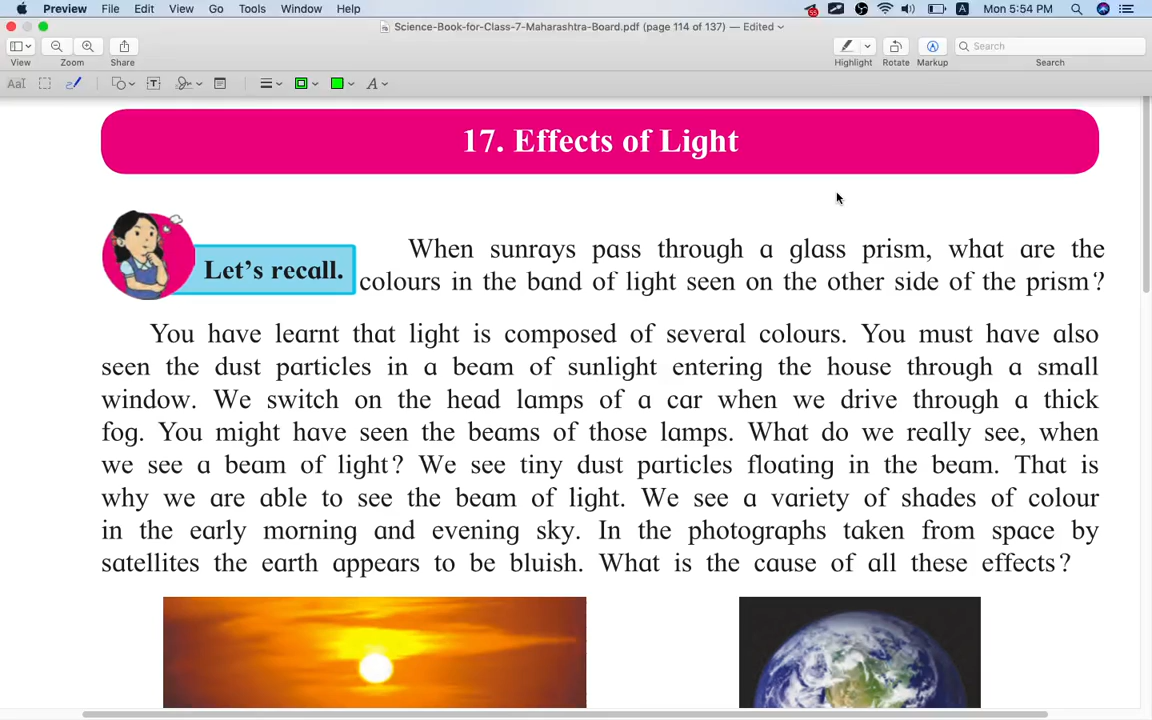 Preview File Edit View Go Tools Window Help
55
A
Mon 5:54 PM
Science-Book-for-Class-7-Maharashtra-Board.pdf (page 114 of 137) — Edited
View Zoom Share Highlight Rotate Markup Search
Search
AaI T A
17. Effects of Light
Let’s recall.
When sunrays pass through a glass prism, what are the
colours in the band of light seen on the other side of the prism ?
You have learnt that light is composed of several colours. You must have also
seen the dust particles in a beam of sunlight entering the house through a small
window. We switch on the head lamps of a car when we drive through a thick
fog. You might have seen the beams of those lamps. What do we really see, when
we see a beam of light ? We see tiny dust particles floating in the beam. That is
why we are able to see the beam of light. We see a variety of shades of colour
in the early morning and evening sky. In the photographs taken from space by
satellites the earth appears to be bluish. What is the cause of all these effects ?